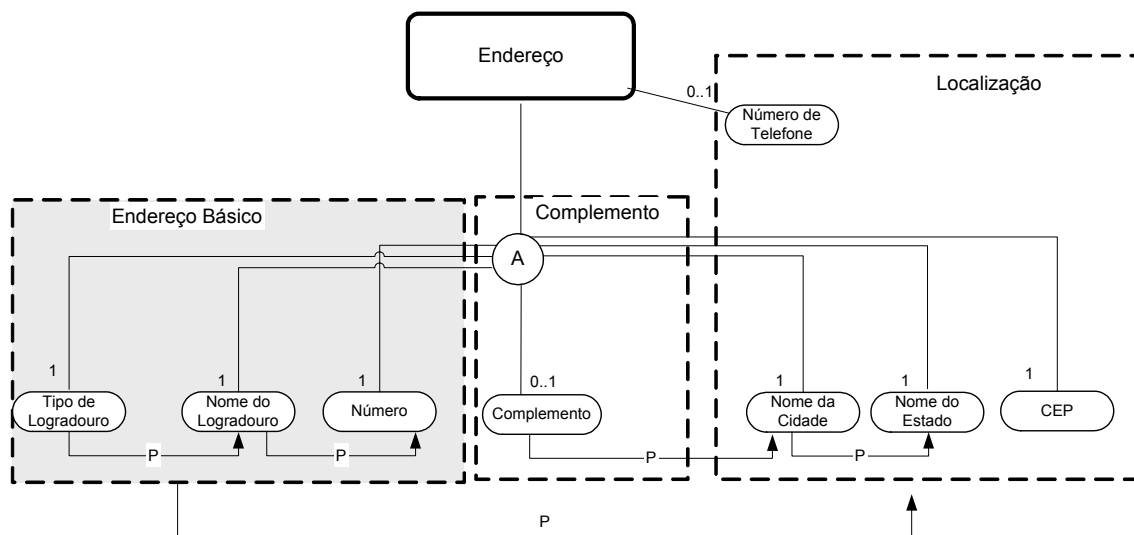 Endereço
Localização
0..1
Número de
Telefone
Endereço Básico
Complemento
A
1
1
1
0..1
1
1
1
Tipo de
Logradouro
Nome do
Logradouro
Número
Complemento
Nome da
Cidade
Nome do
Estado
CEP
P
P
P
P
P